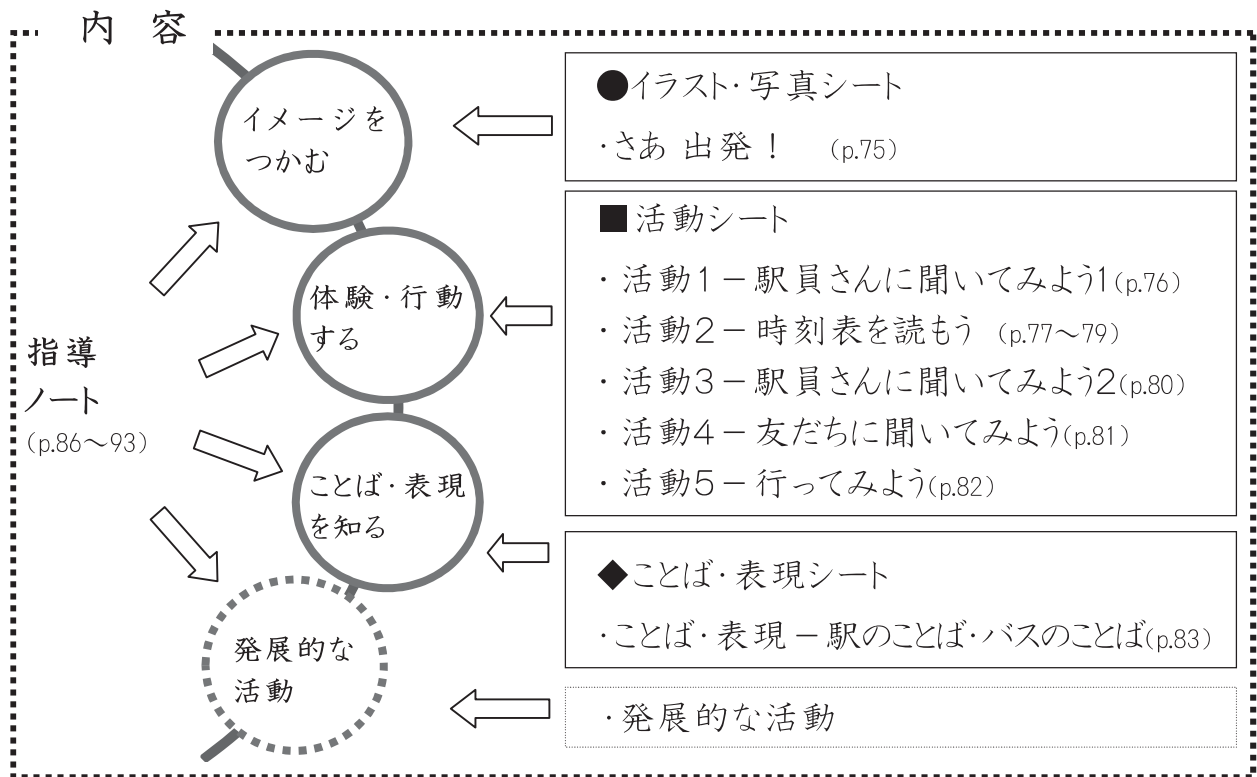 内 容
イメージを
つかむ
●イラスト・写真シート
・さあ 出発！ (p.75)
体験・行動
する
■活動シート
・活動1－駅員さんに聞いてみよう1(p.76)
・活動2－時刻表を読もう (p.77～79)
・活動3－駅員さんに聞いてみよう2(p.80)
・活動4－友だちに聞いてみよう(p.81)
・活動5－行ってみよう(p.82)
指導
ノート
(p.86～93)
ことば・表現
を知る
◆ことば・表現シート
・ことば・表現－駅のことば・バスのことば(p.83)
発展的な
活動
・発展的な活動